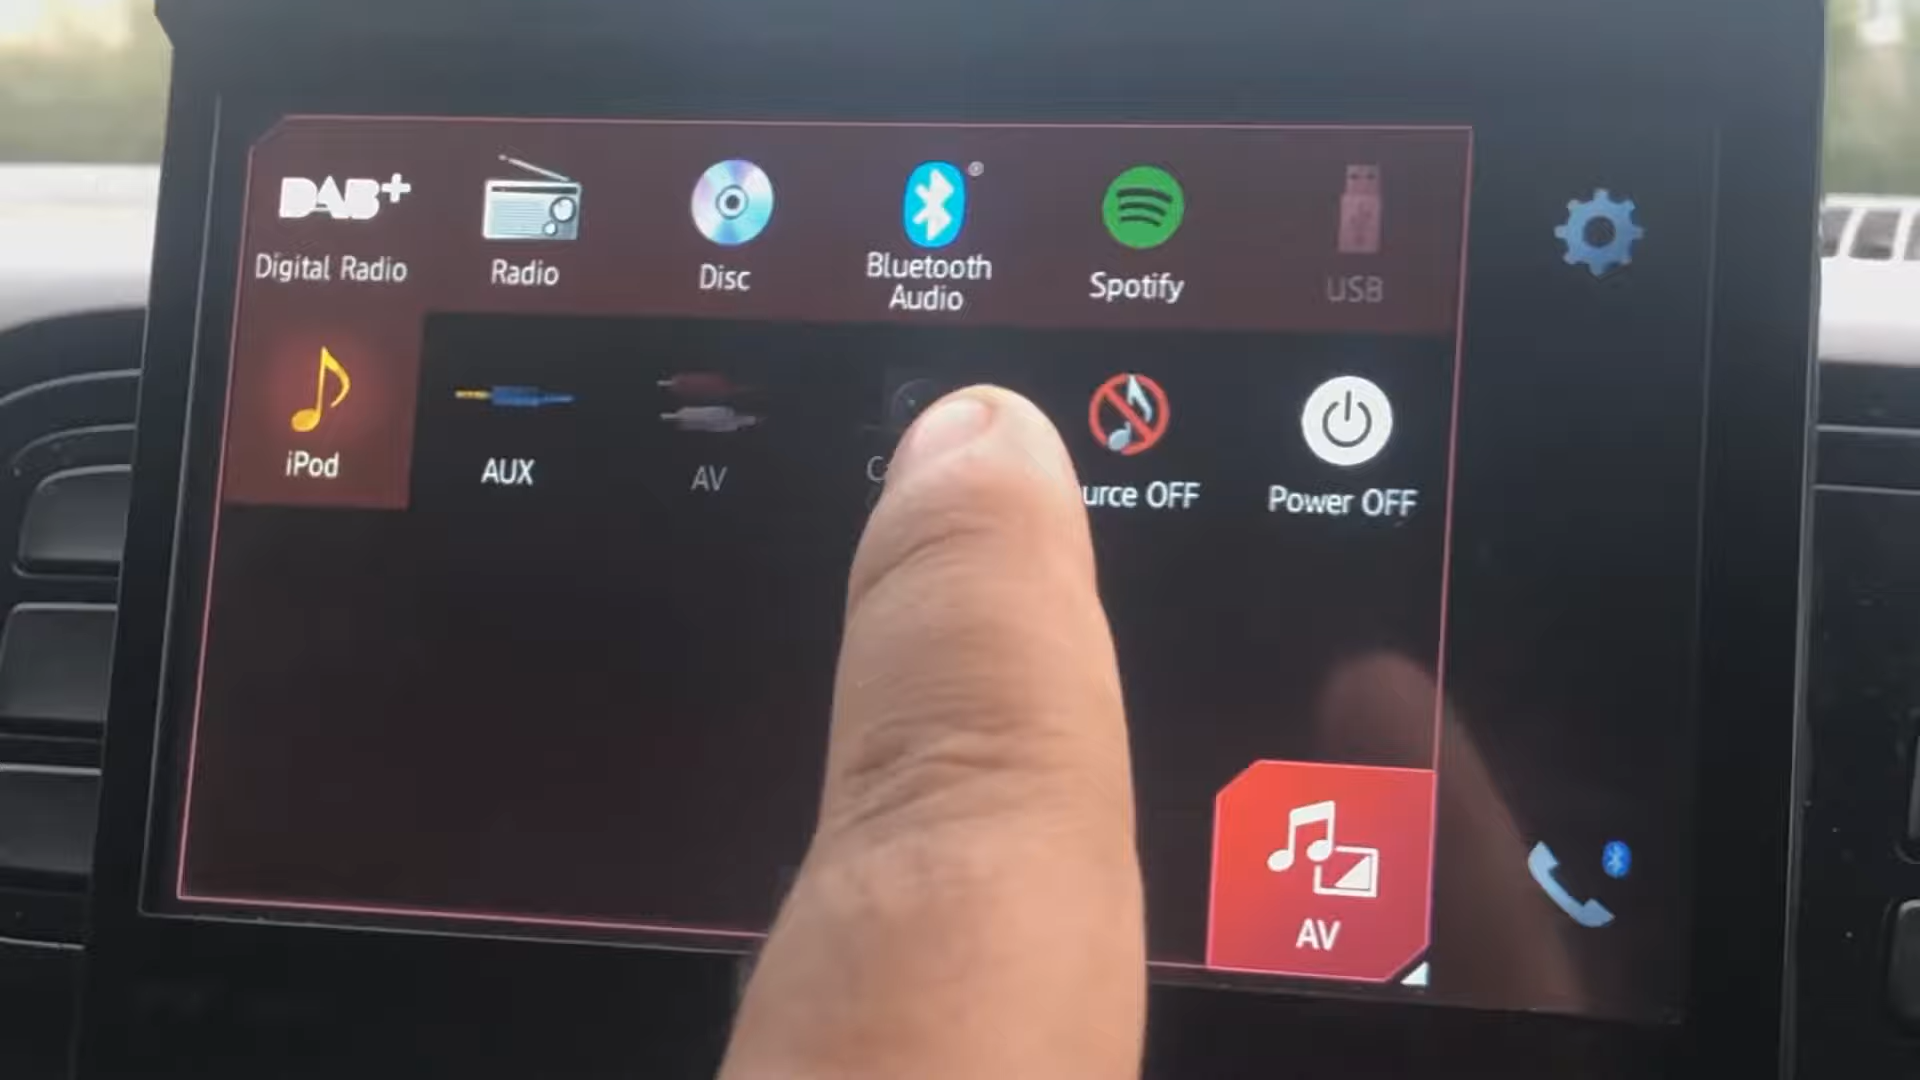 DAB+
Digital Radio
Radio
Disc
Bluetooth
Audio
Spotify
USB
iPod
AUX
AV
urce OFF
Power OFF
AV